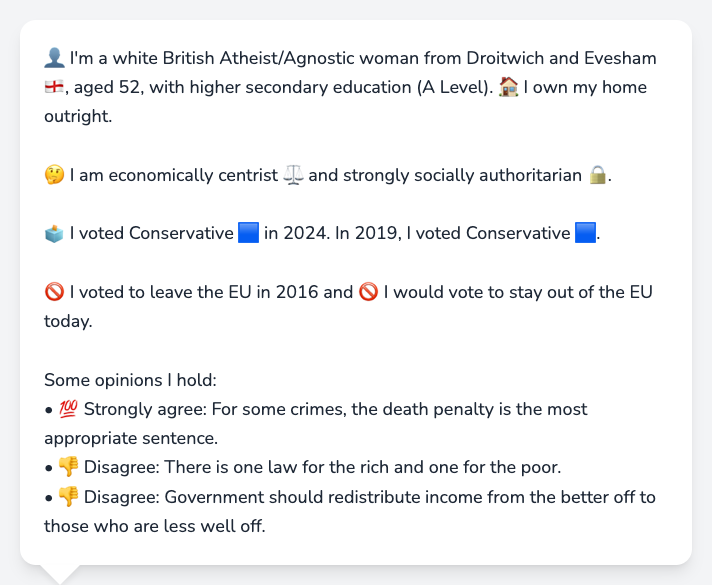 👤 I'm a white British Atheist/Agnostic woman from Droitwich and Evesham
🏴󠁧󠁢󠁥󠁮󠁧󠁿, aged 52, with higher secondary education (A Level). 🏠 I own my home
outright.
🤔 I am economically centrist ⚖️ and strongly socially authoritarian 🔒.
🗳️ I voted Conservative 🟦 in 2024. In 2019, I voted Conservative 🟦.
🚫 I voted to leave the EU in 2016 and 🚫 I would vote to stay out of the EU
today.
Some opinions I hold:
• 💯 Strongly agree: For some crimes, the death penalty is the most
appropriate sentence.
• 👎 Disagree: There is one law for the rich and one for the poor.
• 👎 Disagree: Government should redistribute income from the better off to
those who are less well off.